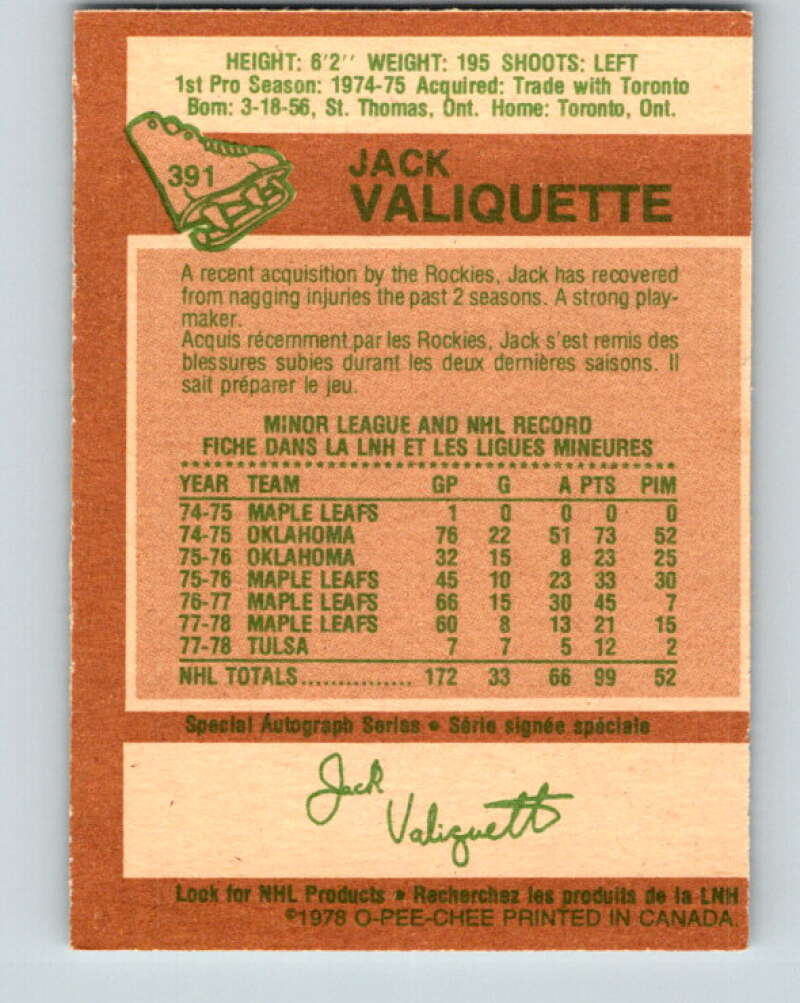 HEIGHT: 6'2'' WEIGHT: 195 SHOOTS: LEFT
1st Pro Season: 1974-75 Acquired: Trade with Toronto
Born: 3-18-56, St. Thomas, Ont. Home: Toronto, Ont.
391
JACK
VALIQUETTE
A recent acquisition by the Rockies, Jack has recovered
from nagging injuries the past 2 seasons. A strong play-
maker.
Acquis récemment par les Rockies, Jack s'est remis des
blessures subies durant les deux dernières saisons. Il
sait préparer le jeu.
MINOR LEAGUE AND NHL RECORD
FICHE DANS LA LNH ET LES LIGUES MINEURES
YEAR TEAM GP G A PTS PIM
74-75 MAPLE LEAFS 1 0 0 0 0
74-75 OKLAHOMA 76 22 51 73 52
75-76 OKLAHOMA 32 15 8 23 25
75-76 MAPLE LEAFS 45 10 23 33 30
76-77 MAPLE LEAFS 66 15 30 45 7
77-78 MAPLE LEAFS 60 8 13 21 15
77-78 TULSA 7 7 5 12 2
NHL TOTALS............... 172 33 66 99 52
Special Autograph Series • Série signée spéciale
Jack
Valiquett
Look for NHL Products • Recherchez les produits de la LNH
©1978 O-PEE-CHEE PRINTED IN CANADA.